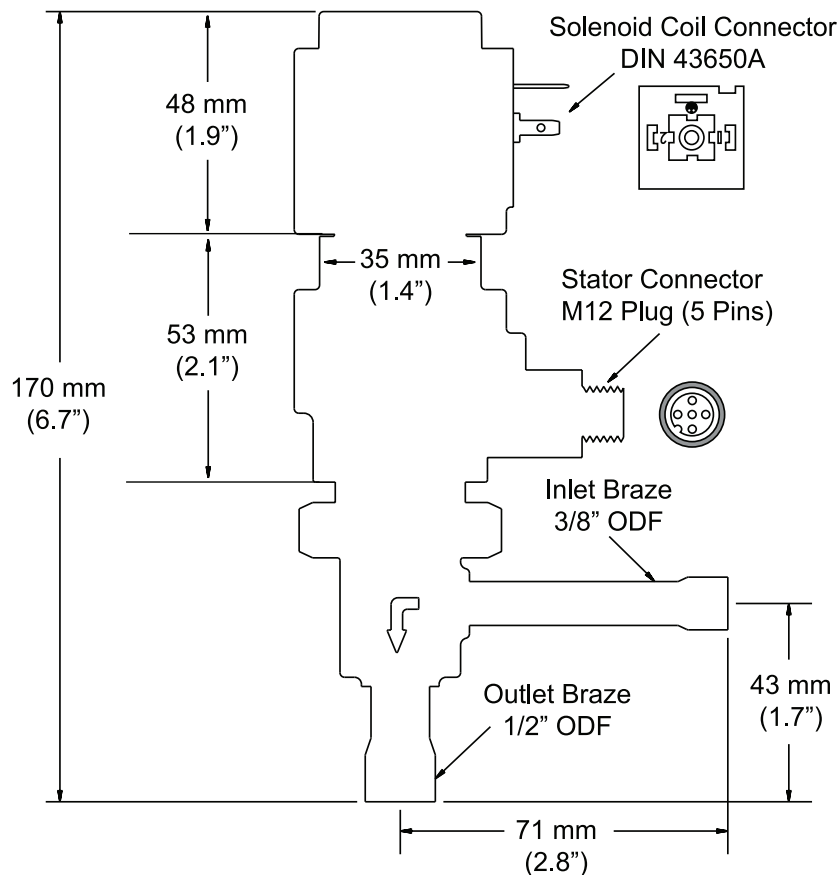 Solenoid Coil Connector
DIN 43650A
48 mm
(1.9”)
35 mm
(1.4”)
Stator Connector
M12 Plug (5 Pins)
53 mm
(2.1”)
170 mm
(6.7”)
Inlet Braze
3/8” ODF
Outlet Braze
1/2” ODF
43 mm
(1.7”)
71 mm
(2.8”)